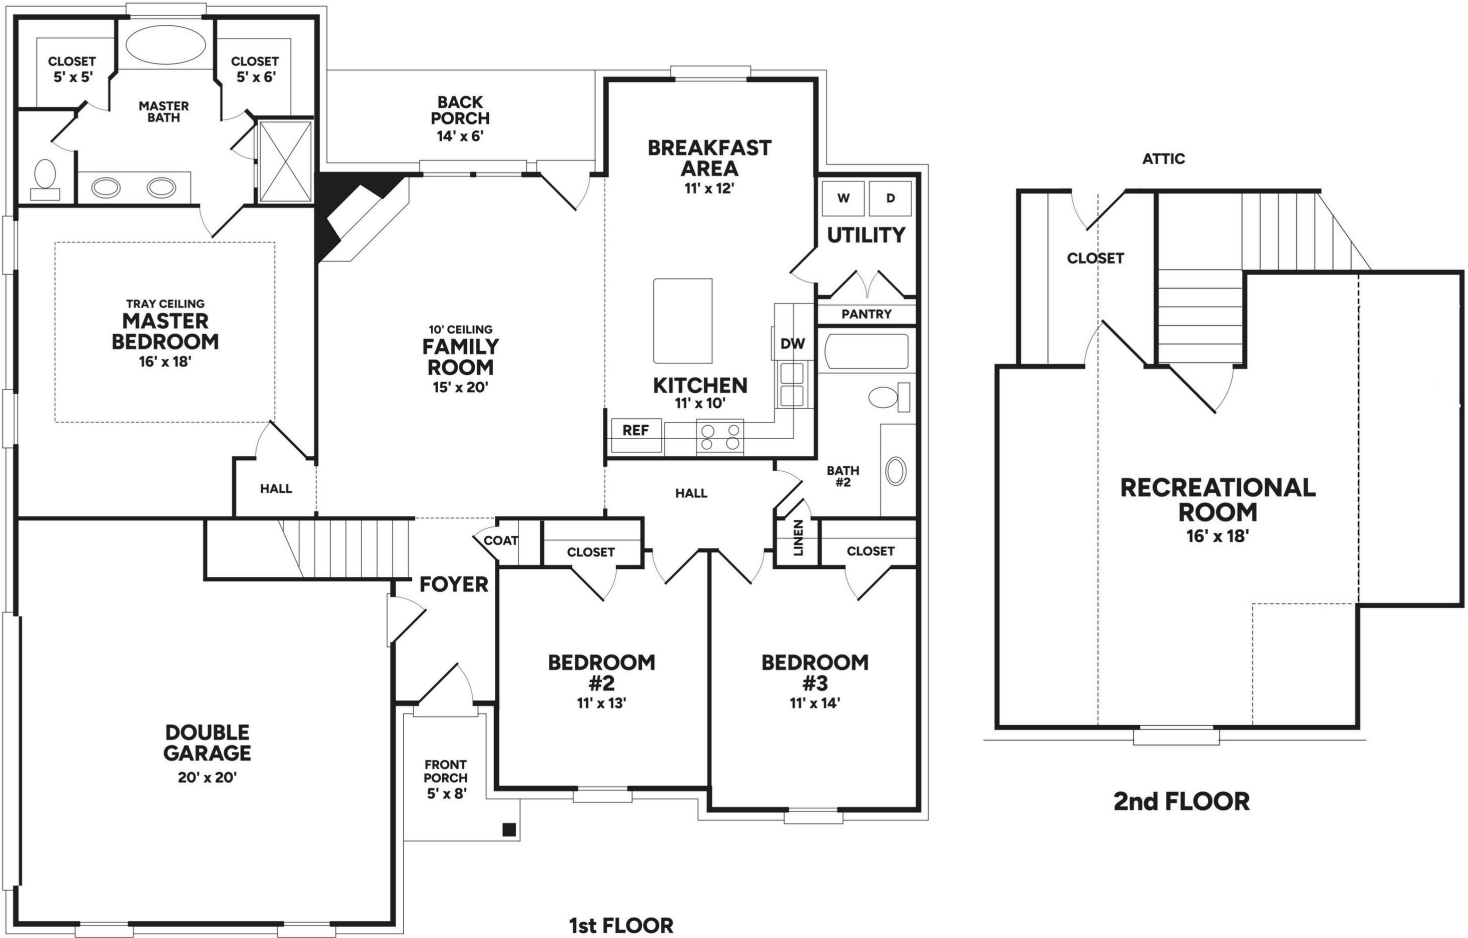 CLOSET
5' x 5'
CLOSET
5' x 6'
MASTER
BATH
BACK
PORCH
14' x 6'
BREAKFAST
AREA
11' x 12'
W
D
UTILITY
PANTRY
TRAY CEILING
MASTER
BEDROOM
16' x 18'
10' CEILING
FAMILY
ROOM
15' x 20'
DW
KITCHEN
11' x 10'
REF
BATH
#2
HALL
HALL
COAT
CLOSET
LINEN
CLOSET
FOYER
BEDROOM
#2
11' x 13'
BEDROOM
#3
11' x 14'
DOUBLE
GARAGE
20' x 20'
FRONT
PORCH
5' x 8'
1st FLOOR
ATTIC
CLOSET
RECREATIONAL
ROOM
16' x 18'
2nd FLOOR